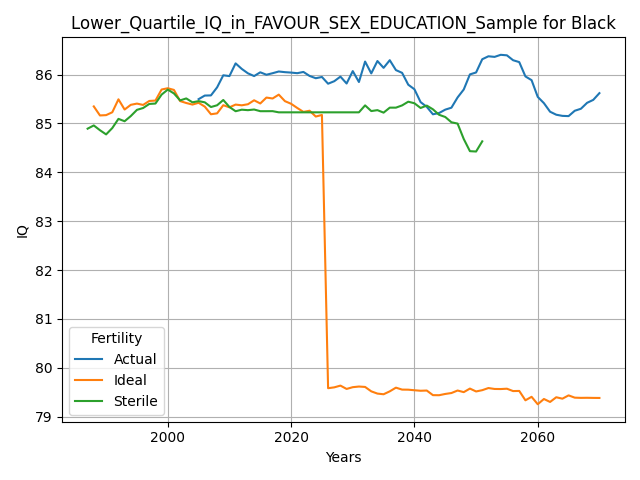 Lower_Quartile_IQ_in_FAVOUR_SEX_EDUCATION_Sample for Black
IQ
86
85
84
83
82
81
80
79
Fertility
Actual
Ideal
Sterile
2000 2020 2040 2060
Years